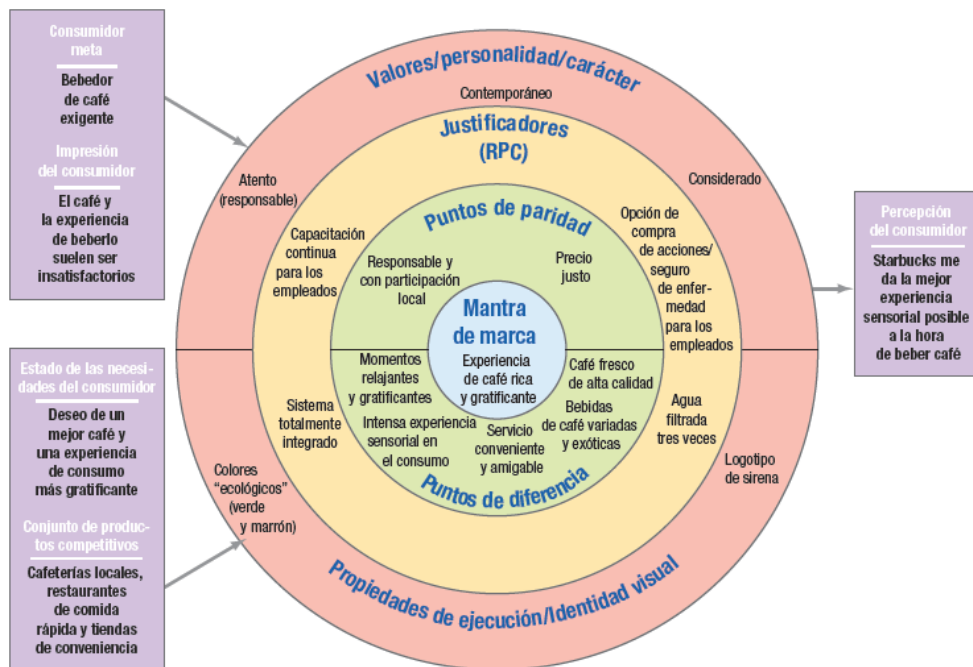 Consumidor
meta
Bebedor
de café
exigente
Impresión
del consumidor
El café y
la experiencia
de beberlo
suelen ser
insatisfactorios
Estado de las necesi-
dades del consumidor
Deseo de un
mejor café y
una experiencia
de consumo
más gratificante
Conjunto de produc-
tos competitivos
Cafeterías locales,
restaurantes
de comida
rápida y tiendas
de conveniencia
Valores/personalidad/carácter
Contemporáneo
Atento
(responsable)
Considerado
Justificadores
(RPC)
Capacitación
continua
para los
empleados
Opción de
compra
de acciones/
seguro
de enfer-
medad
para los
empleados
Puntos de paridad
Responsable y
con participación
local
Precio
justo
Mantra
de marca
Experiencia
de café rica
y gratificante
Momentos
relajantes
y gratificantes
Café fresco
de alta calidad
Intensa experiencia
sensorial en
el consumo
Servicio
conveniente
y amigable
Bebidas
de café variadas
y exóticas
Puntos de diferencia
Sistema
totalmente
integrado
Agua
filtrada
tres veces
Colores
“ecológicos”
(verde
y marrón)
Logotipo
de sirena
Propiedades de ejecución/Identidad visual
Percepción
del consumidor
Starbucks me
da la mejor
experiencia
sensorial posible
a la hora
de beber café